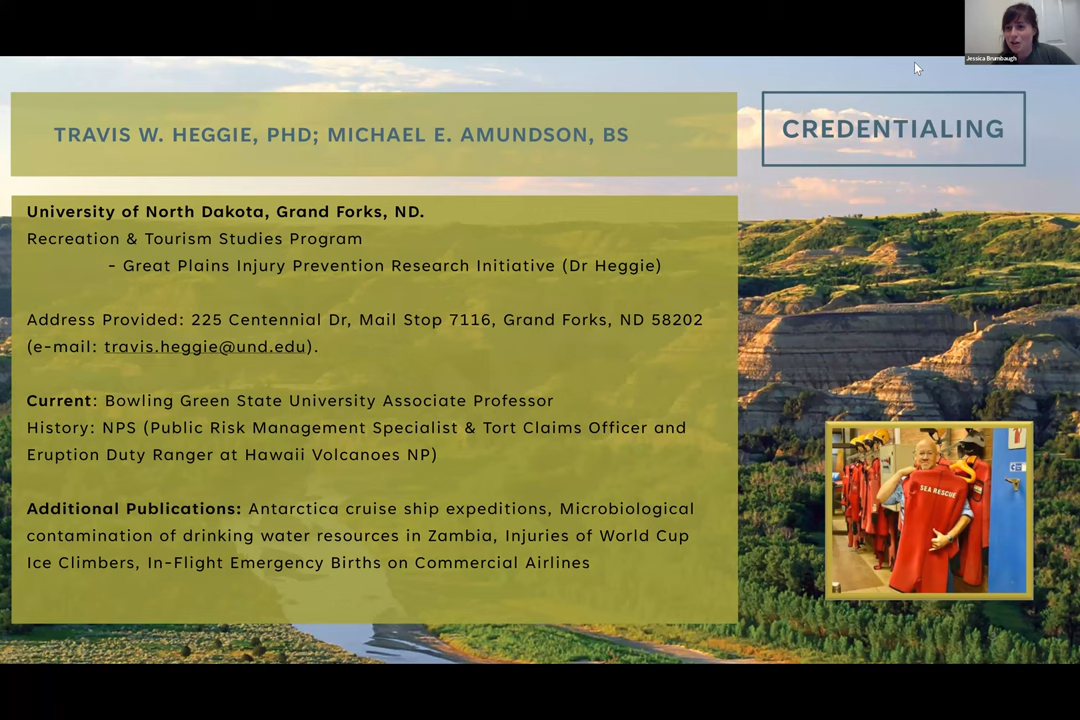 Jessica Brumbaugh
TRAVIS W. HEGGIE, PHD; MICHAEL E. AMUNDSON, BS
CREDENTIALING
University of North Dakota, Grand Forks, ND.
Recreation & Tourism Studies Program
- Great Plains Injury Prevention Research Initiative (Dr Heggie)
Address Provided: 225 Centennial Dr, Mail Stop 7116, Grand Forks, ND 58202
(e-mail: travis.heggie@und.edu).
Current: Bowling Green State University Associate Professor
History: NPS (Public Risk Management Specialist & Tort Claims Officer and
Eruption Duty Ranger at Hawaii Volcanoes NP)
Additional Publications: Antarctica cruise ship expeditions, Microbiological
contamination of drinking water resources in Zambia, Injuries of World Cup
Ice Climbers, In-Flight Emergency Births on Commercial Airlines
SEA RESCUE